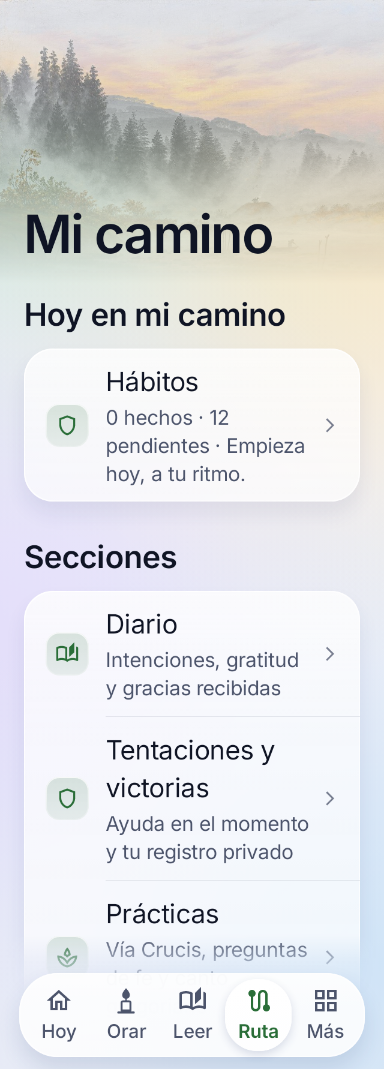 Mi camino
Hoy en mi camino
Hábitos
0 hechos · 12
pendientes · Empieza
hoy, a tu ritmo.
Secciones
Diario
Intenciones, gratitud
y gracias recibidas
Tentaciones y
victorias
Ayuda en el momento
y tu registro privado
Prácticas
Vía Crucis, preguntas
Hoy
Orar
Leer
Ruta
Más